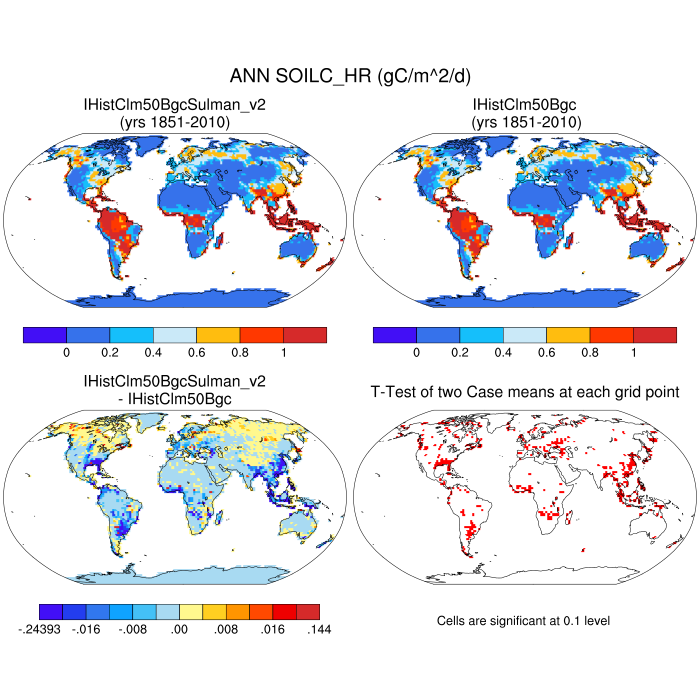 ANN SOILC_HR (gC/m^2/d)
IHistClm50BgcSulman_v2
(yrs 1851-2010)
IHistClm50Bgc
(yrs 1851-2010)
0 0.2 0.4 0.6 0.8 1
0 0.2 0.4 0.6 0.8 1
IHistClm50BgcSulman_v2
- IHistClm50Bgc
T-Test of two Case means at each grid point
-.24393 -.016 -.008 .00 .008 .016 .144
Cells are significant at 0.1 level